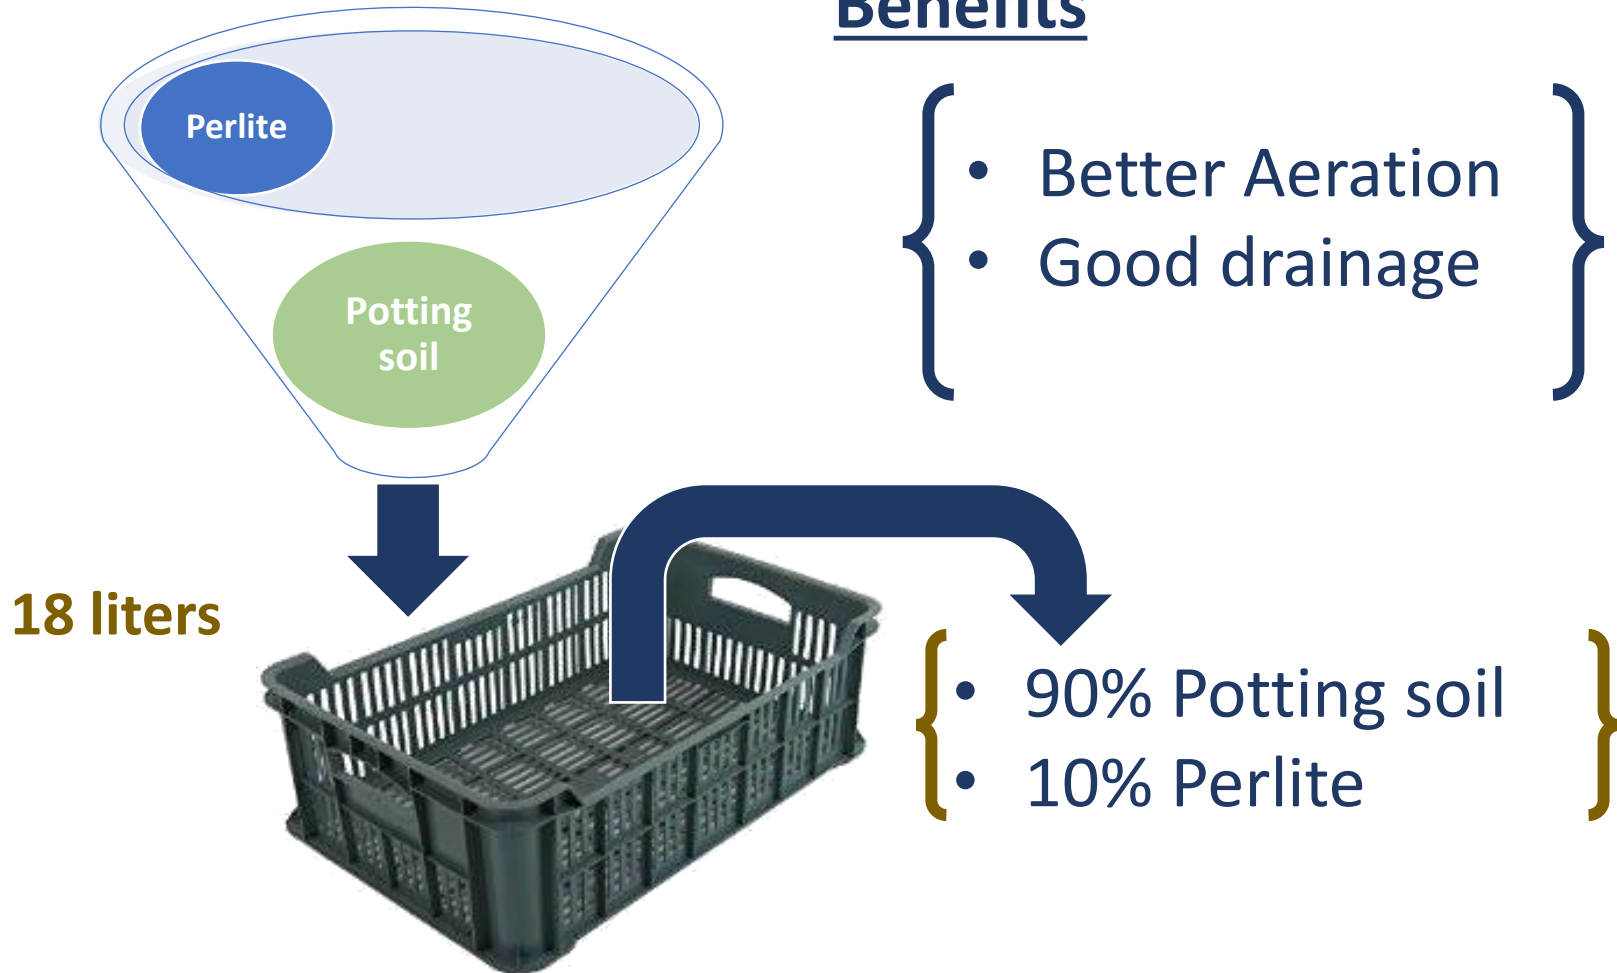 Benefits
Perlite
• Better Aeration
• Good drainage
Potting
soil
18 liters
• 90% Potting soil
• 10% Perlite